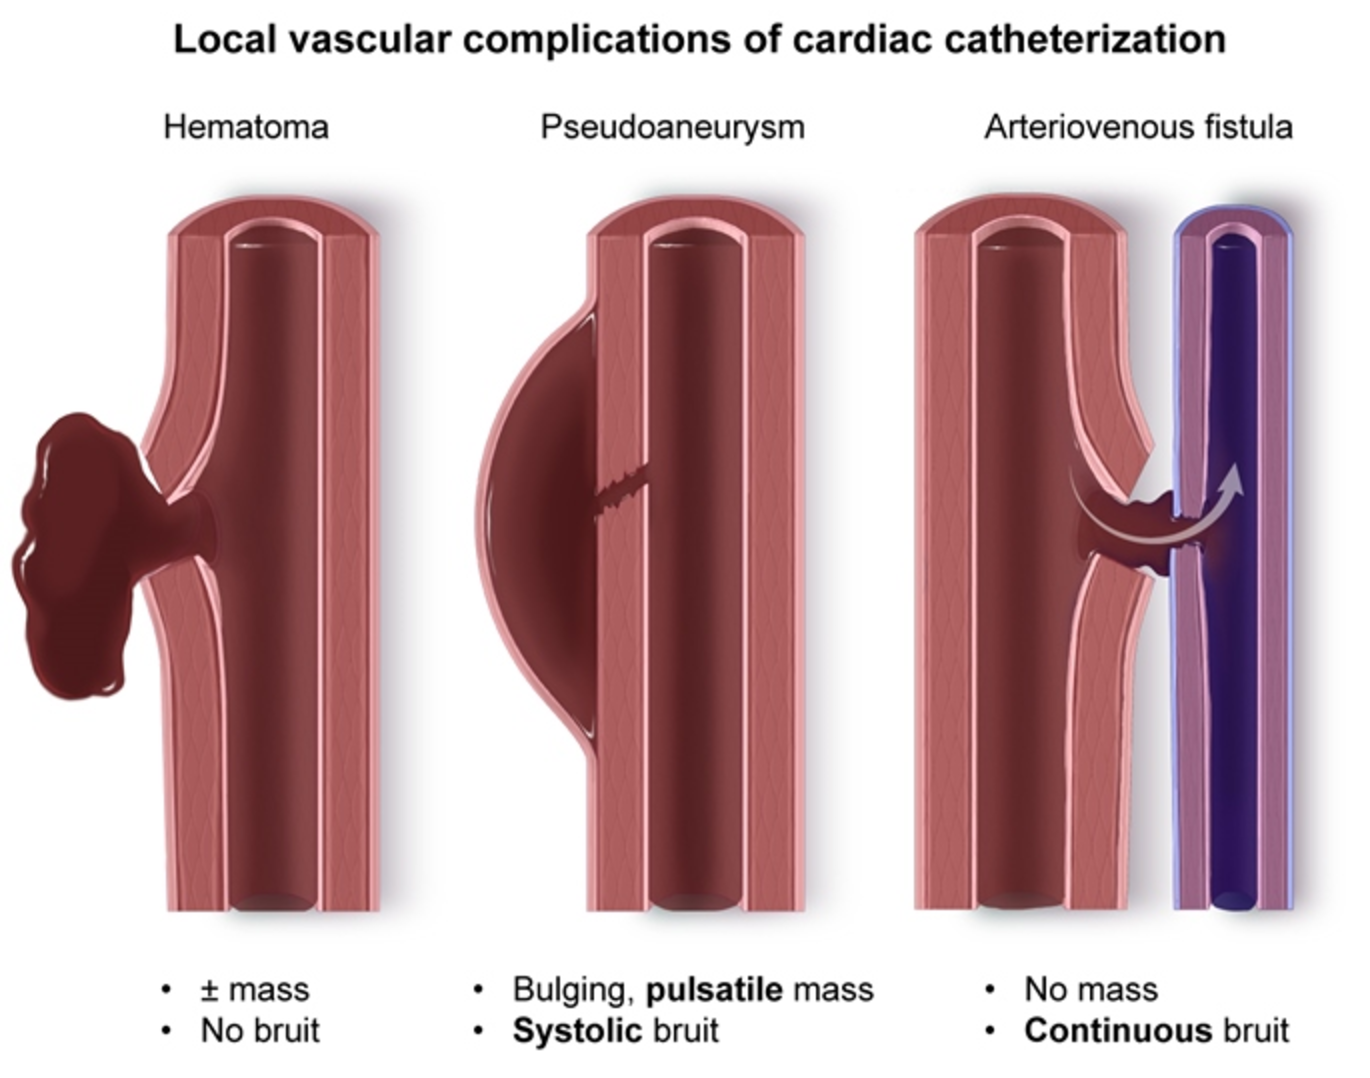 Local vascular complications of cardiac catheterization
Hematoma
Pseudoaneurysm
Arteriovenous fistula
• ± mass
• No bruit
• Bulging, pulsatile mass
• Systolic bruit
• No mass
• Continuous bruit